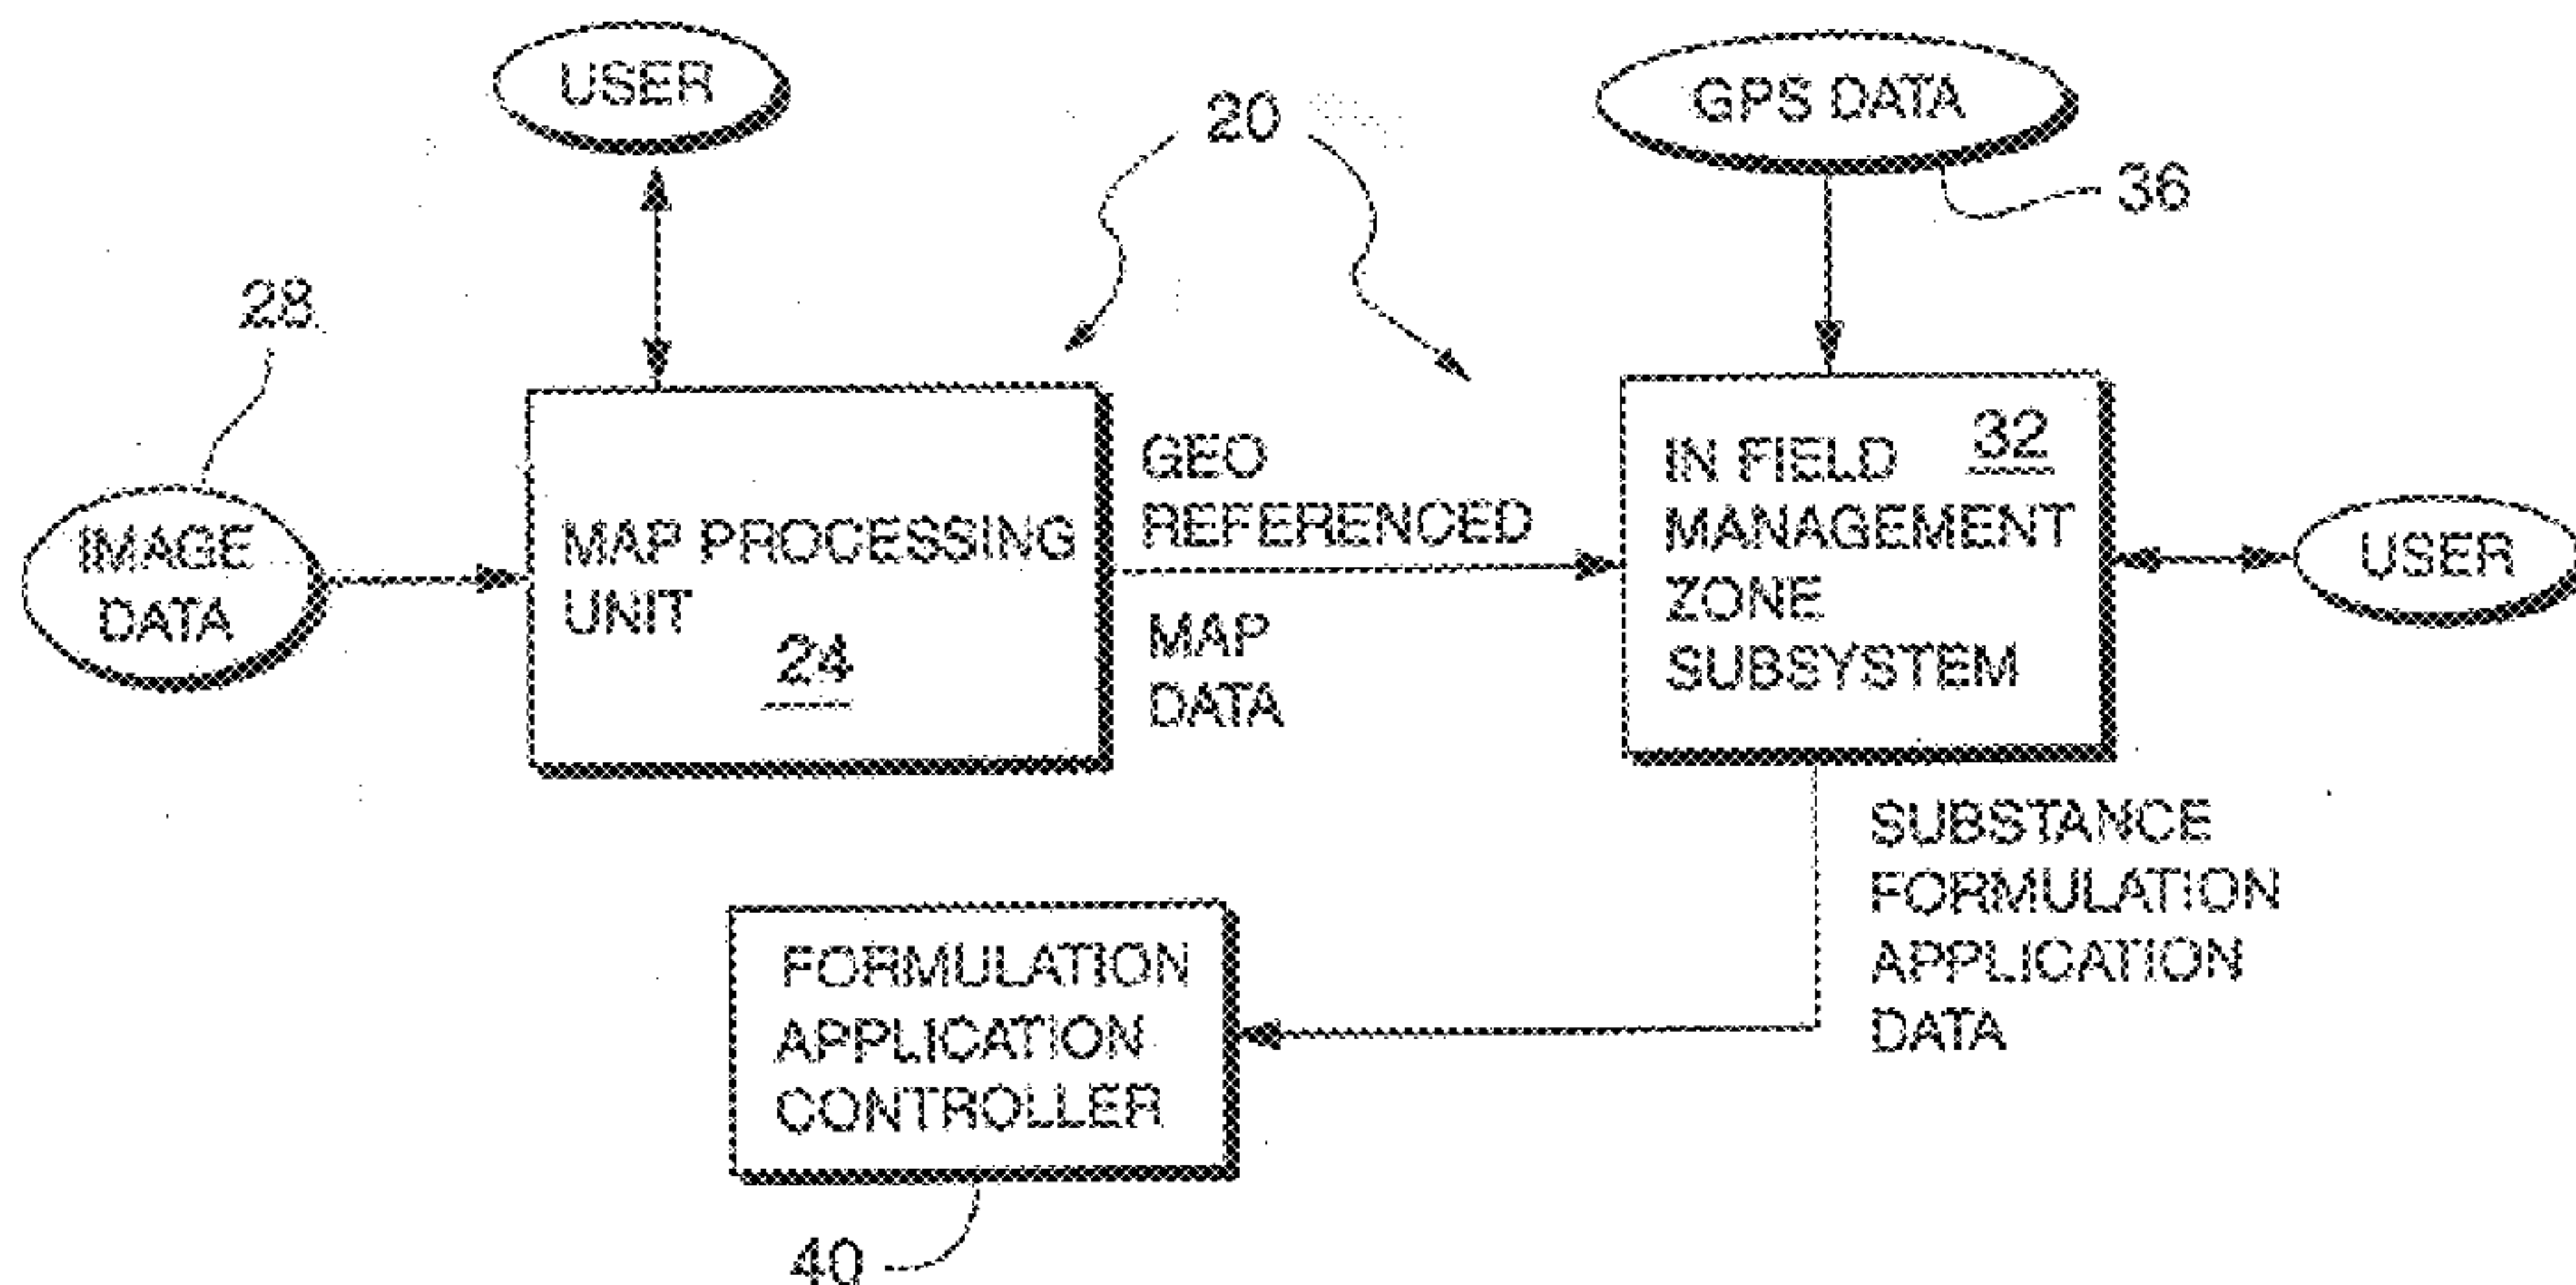 USER
20
GPS DATA
36
28
IMAGE
DATA
MAP PROCESSING
UNIT
24
GEO
REFERENCED
MAP
DATA
IN FIELD
32
MANAGEMENT
ZONE
SUBSYSTEM
USER
SUBSTANCE
FORMULATION
APPLICATION
DATA
FORMULATION
APPLICATION
CONTROLLER
40